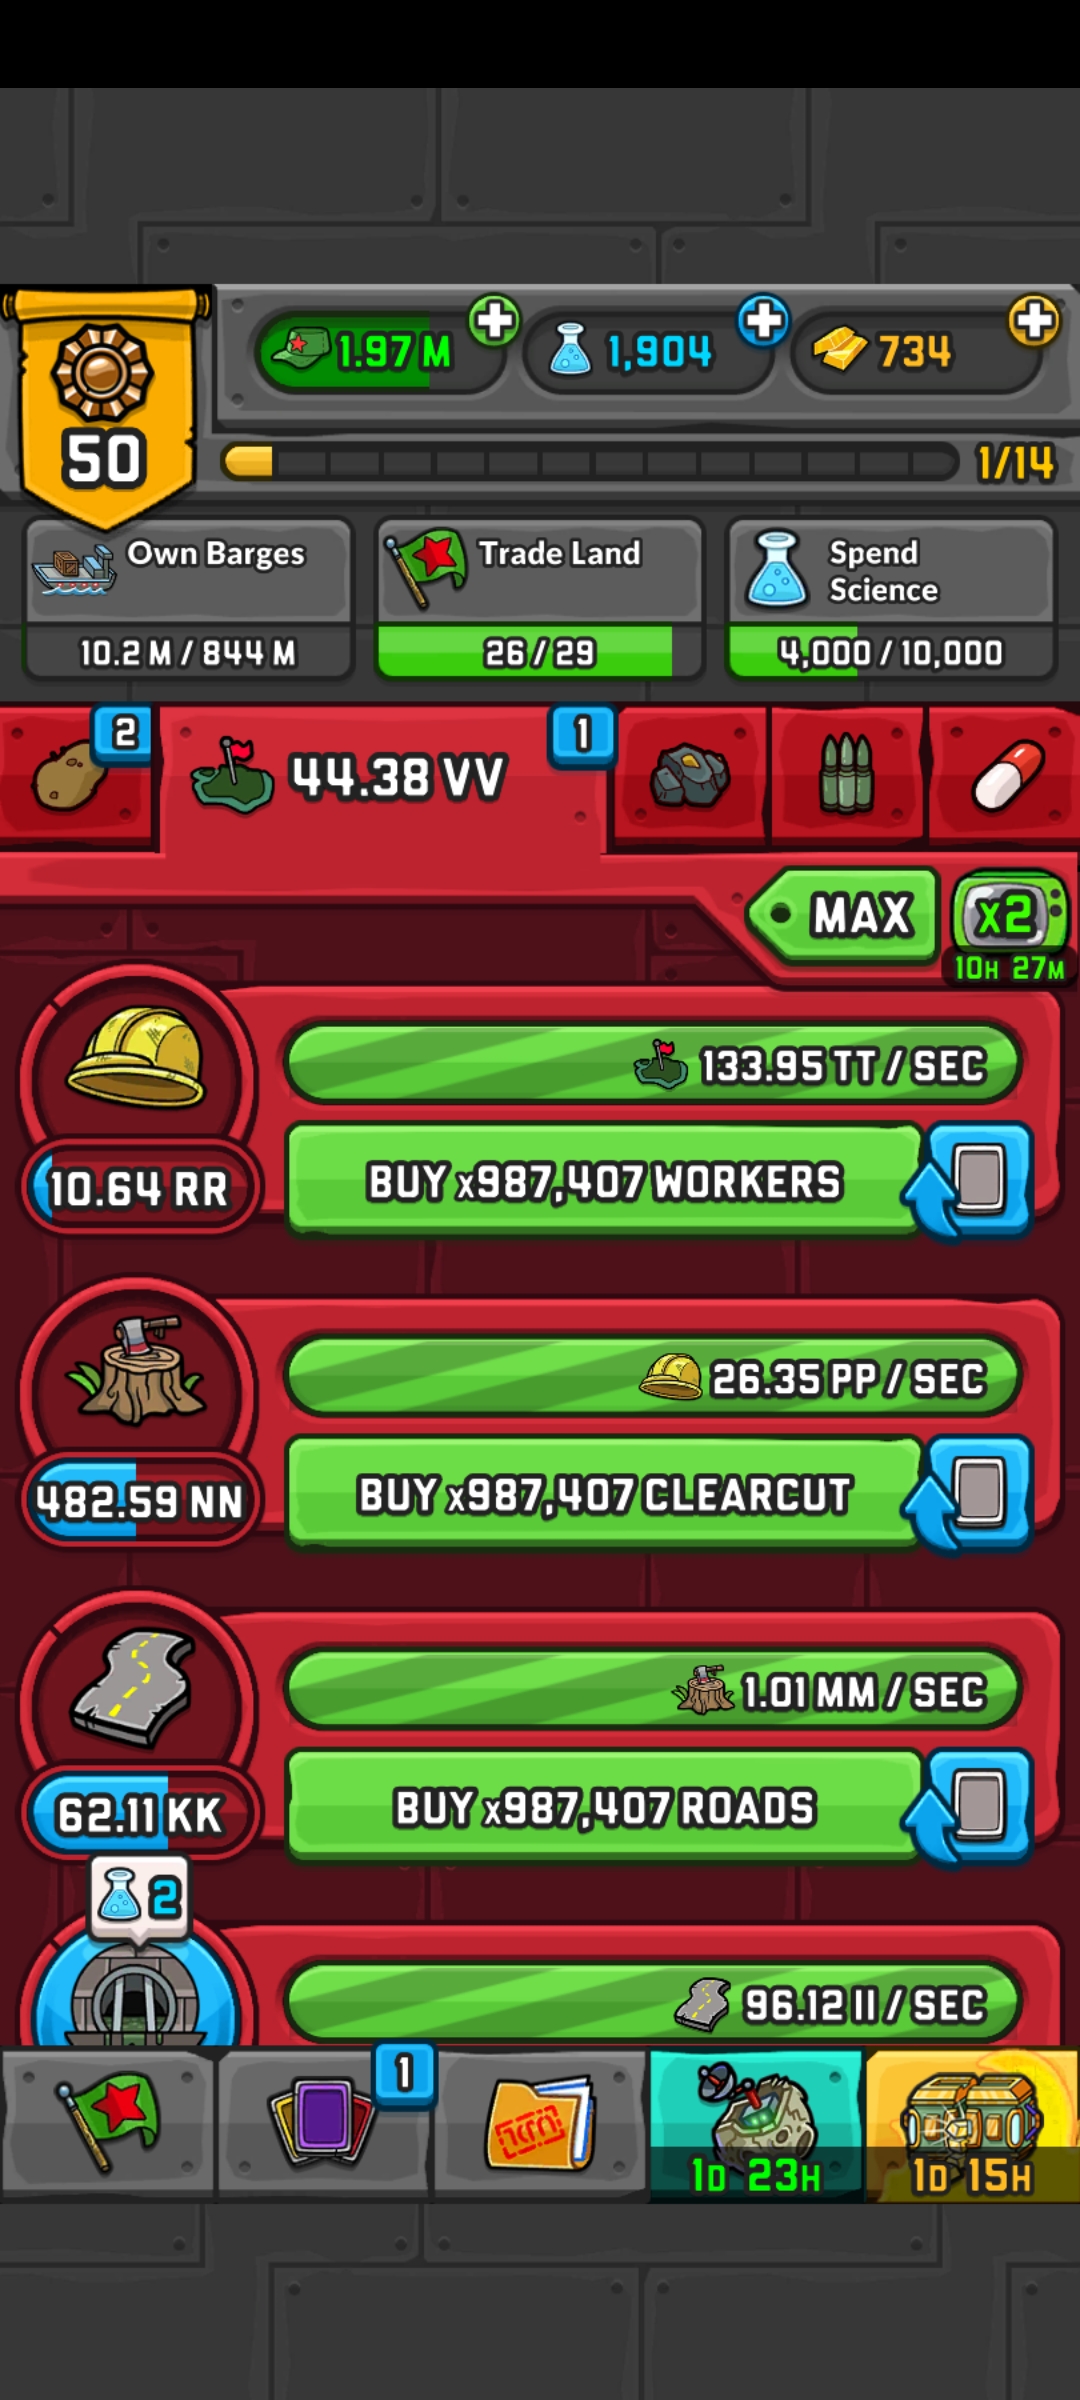 1.97 M
1,904
734
50
1/14
Own Barges
10.2 M / 844 M
Trade Land
26 / 29
Spend
Science
4,000 / 10,000
2
44.38 VV
1
MAX
x2
10H 27M
133.95 TT / SEC
10.64 RR
BUY x987,407 WORKERS
26.35 PP / SEC
482.59 NN
BUY x987,407 CLEARCUT
1.01 MM / SEC
62.11 KK
BUY x987,407 ROADS
2
96.12 II / SEC
1
1D 23H
1D 15H